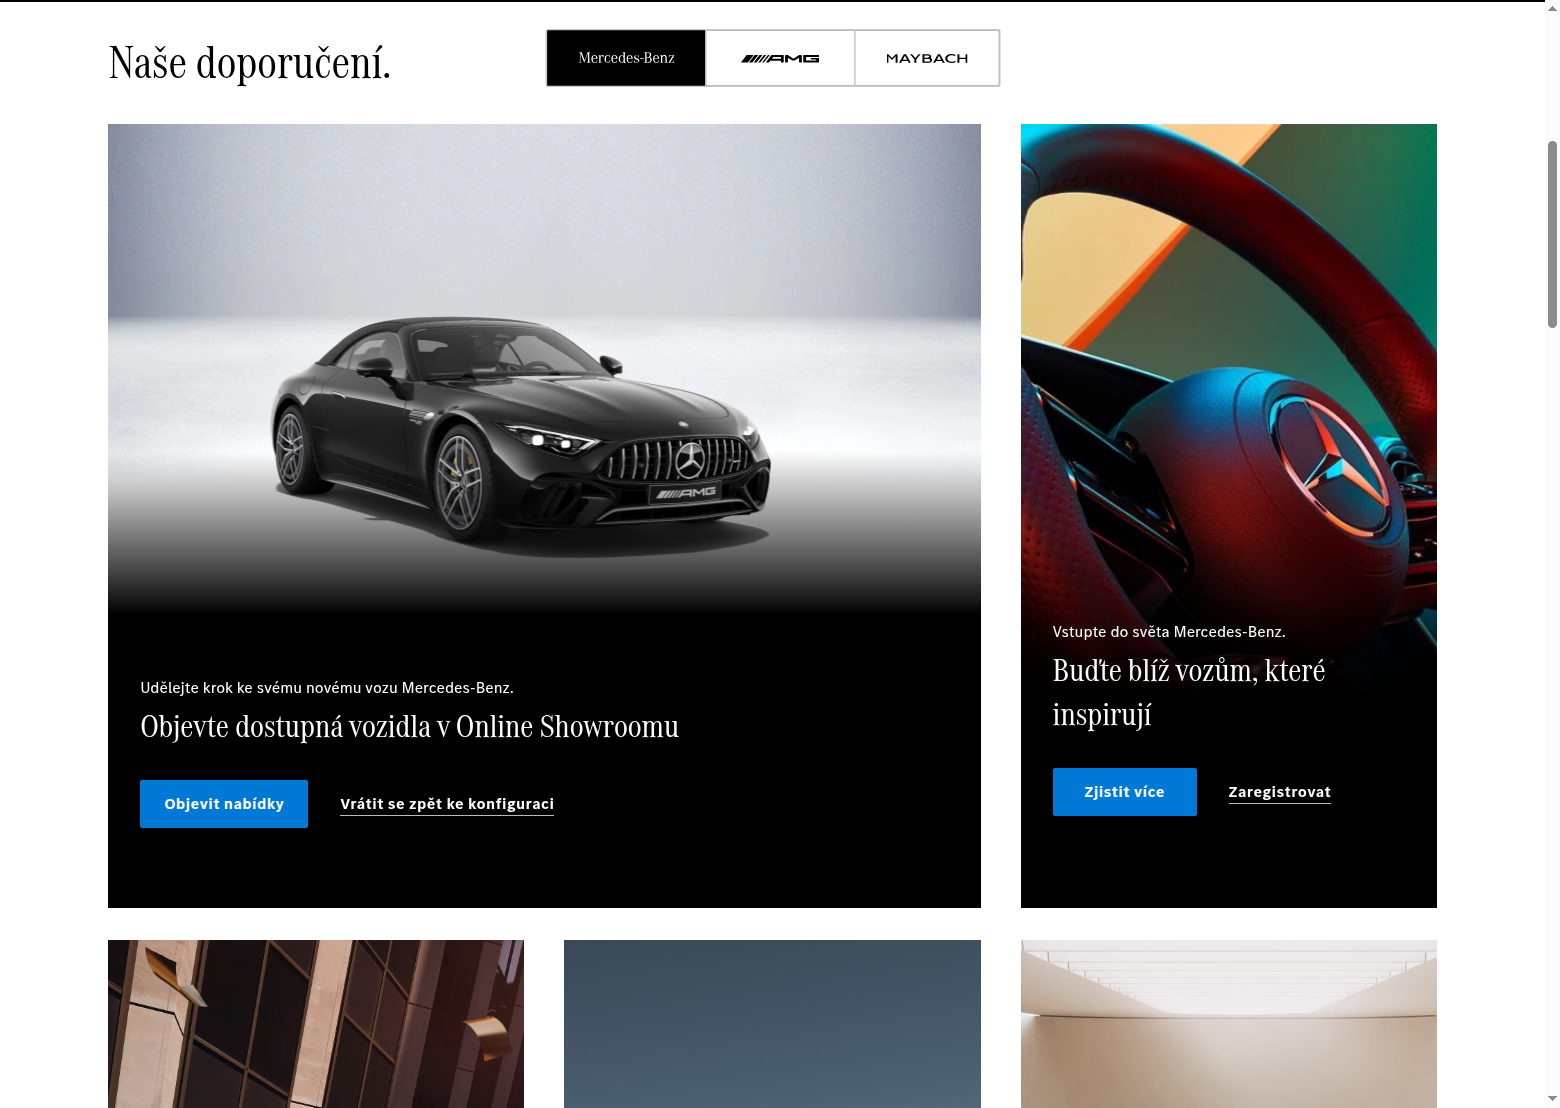 Naše doporučení.
Mercedes-Benz
AMG
MAYBACH
AMG
Udělejte krok ke svému novému vozu Mercedes-Benz.
Objevte dostupná vozidla v Online Showroomu
Objevit nabídky
Vrátit se zpět ke konfiguraci
Vstupte do světa Mercedes-Benz.
Buďte blíž vozům, které
inspirují
Zjistit více
Zaregistrovat